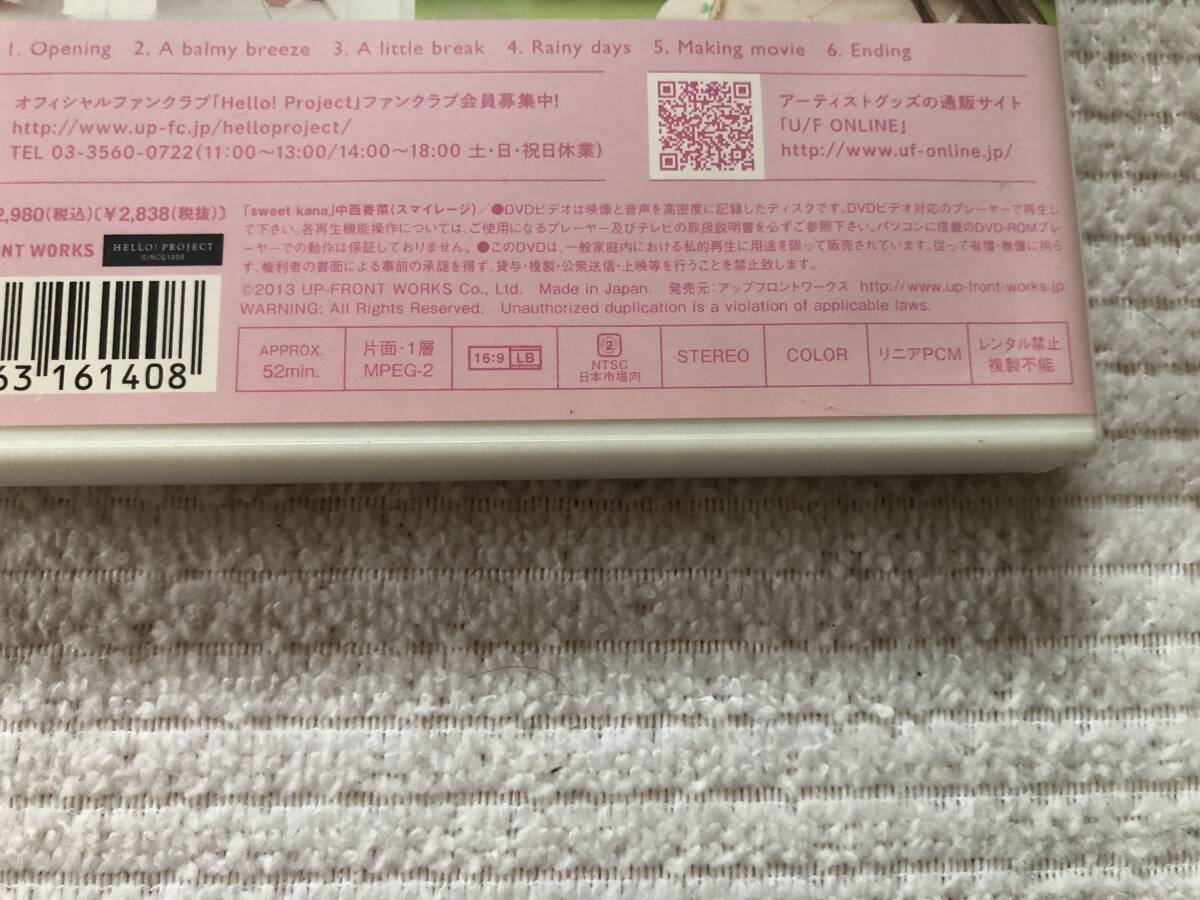 1. Opening 2. A balmy breeze 3. A little break 4. Rainy days 5. Making movie 6. Ending
オフィシャルファンクラブ「Hello! Project」ファンクラブ会員募集中!
http://www.up-fc.jp/helloproject/
TEL 03-3560-0722(11:00〜13:00/14:00〜18:00 土・日・祝日休業)
アーティストグッズの通販サイト
「U/F ONLINE」
http://www.uf-online.jp/
2,980(税込)〔¥2,838(税抜)〕
RONT WORKS
HELLO! PROJECT
SINCE1998
63 161408
「sweet kana」中西香菜(スマイレージ)/●DVDビデオは映像と音声を高密度に記録したディスクです。DVDビデオ対応のプレーヤーで再生し
て下さい。各再生機能操作については、ご使用になるプレーヤー及びテレビの取扱説明書を必ずご参照下さい。パソコンに搭載のDVD-ROMプレ
ーヤーでの動作は保証しておりません。●このDVDは、一般家庭内における私的再生に用途を限って販売されています。従って有償・無償に拘ら
ず、権利者の書面による事前の承認を得ず、貸与・複製・公衆送信・上映等を行うことを禁止致します。
©2013 UP-FRONT WORKS Co., Ltd. Made in Japan. 発売元:アップフロントワークス http://www.up-front-works.jp
WARNING: All Rights Reserved. Unauthorized duplication is a violation of applicable laws.
APPROX.
52min.
片面・1層
MPEG-2
16:9 LB
2
NTSC
日本市場向
STEREO
COLOR
リニアPCM
レンタル禁止
複製不能